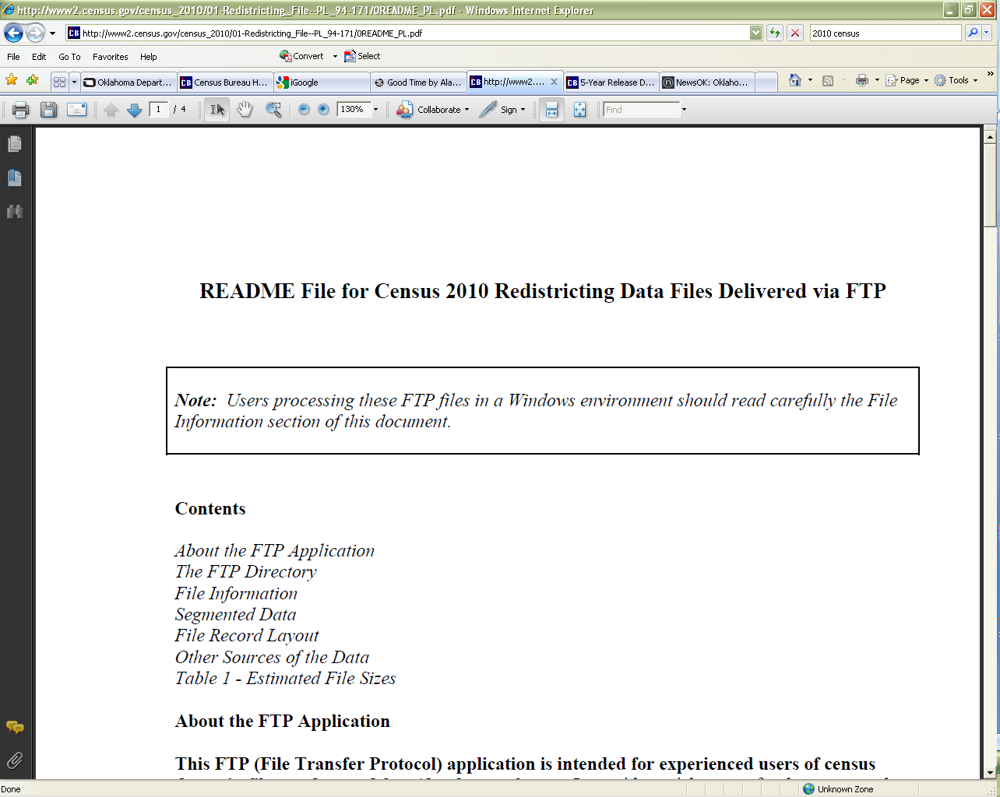 http://www2.census.gov/census_2010/01-Redistricting_File--PL_94-171/0README_PL.pdf - Windows Internet Explorer
http://www2.census.gov/census_2010/01-Redistricting_File--PL_94-171/0README_PL.pdf
2010 census
File Edit Go To Favorites Help Convert Select
Oklahoma Depart... Census Bureau H... iGoogle Good Time by Ala... http://www2.... 5-Year Release D... NewsOK: Oklaho... Page Tools
1 / 4 130% Collaborate Sign Find
README File for Census 2010 Redistricting Data Files Delivered via FTP
Note: Users processing these FTP files in a Windows environment should read carefully the File
Information section of this document.
Contents
About the FTP Application
The FTP Directory
File Information
Segmented Data
File Record Layout
Other Sources of the Data
Table 1 - Estimated File Sizes
About the FTP Application
This FTP (File Transfer Protocol) application is intended for experienced users of census
Done Unknown Zone